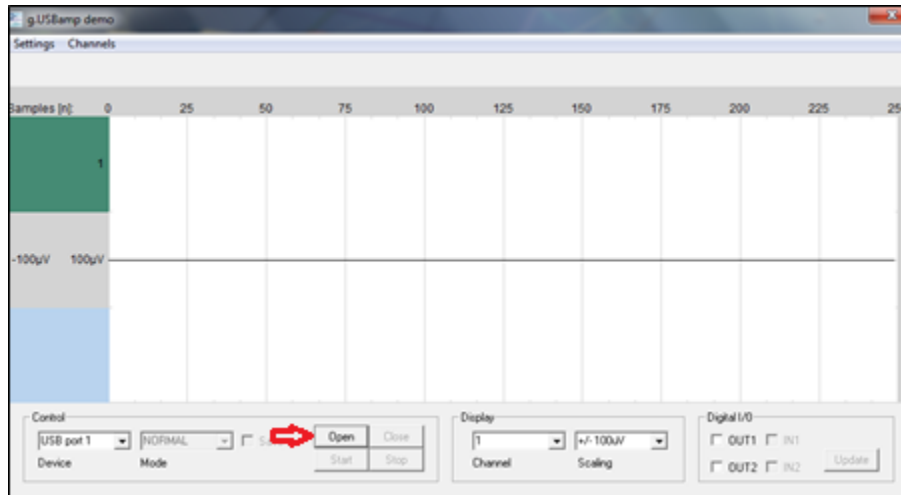 g.USBamp demo
Settings Channels
Samples [n]: 0 25 50 75 100 125 150 175 200 225 25
1
-100µV 100µV
Control
Display
Digital I/O
USB port 1 NORMAL Open Close
1 +/- 100uV
OUT1 IN1
Device Mode Start Stop
Channel Scaling
OUT2 IN2 Update